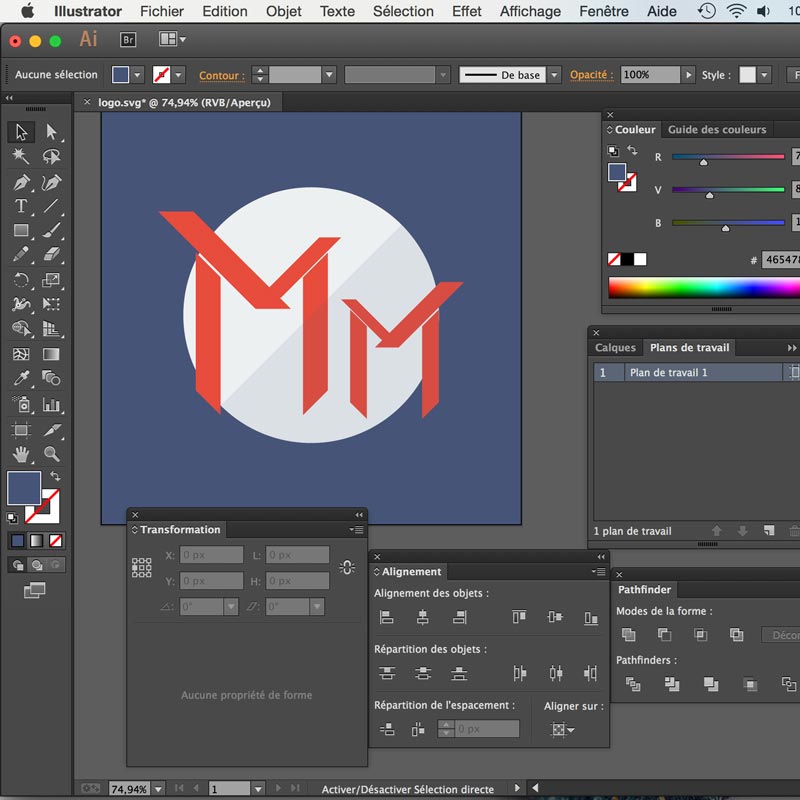 Illustrator Fichier Edition Objet Texte Sélection Effet Affichage Fenêtre Aide
Ai Br
Aucune sélection Contour : De base Opacité : 100% Style :
× logo.svg* @ 74,94% (RVB/Aperçu)
Couleur Guide des couleurs
R
V
B
# 465478
Mm
Calques Plans de travail
1 Plan de travail 1
1 plan de travail
Transformation
X: 0 px L: 0 px
Y: 0 px H: 0 px
0° 0°
Aucune propriété de forme
Alignement
Alignement des objets :
Répartition des objets :
Répartition de l'espacement : Aligner sur :
0 px
Pathfinder
Modes de la forme :
Pathfinders :
74,94% 1 Activer/Désactiver Sélection directe